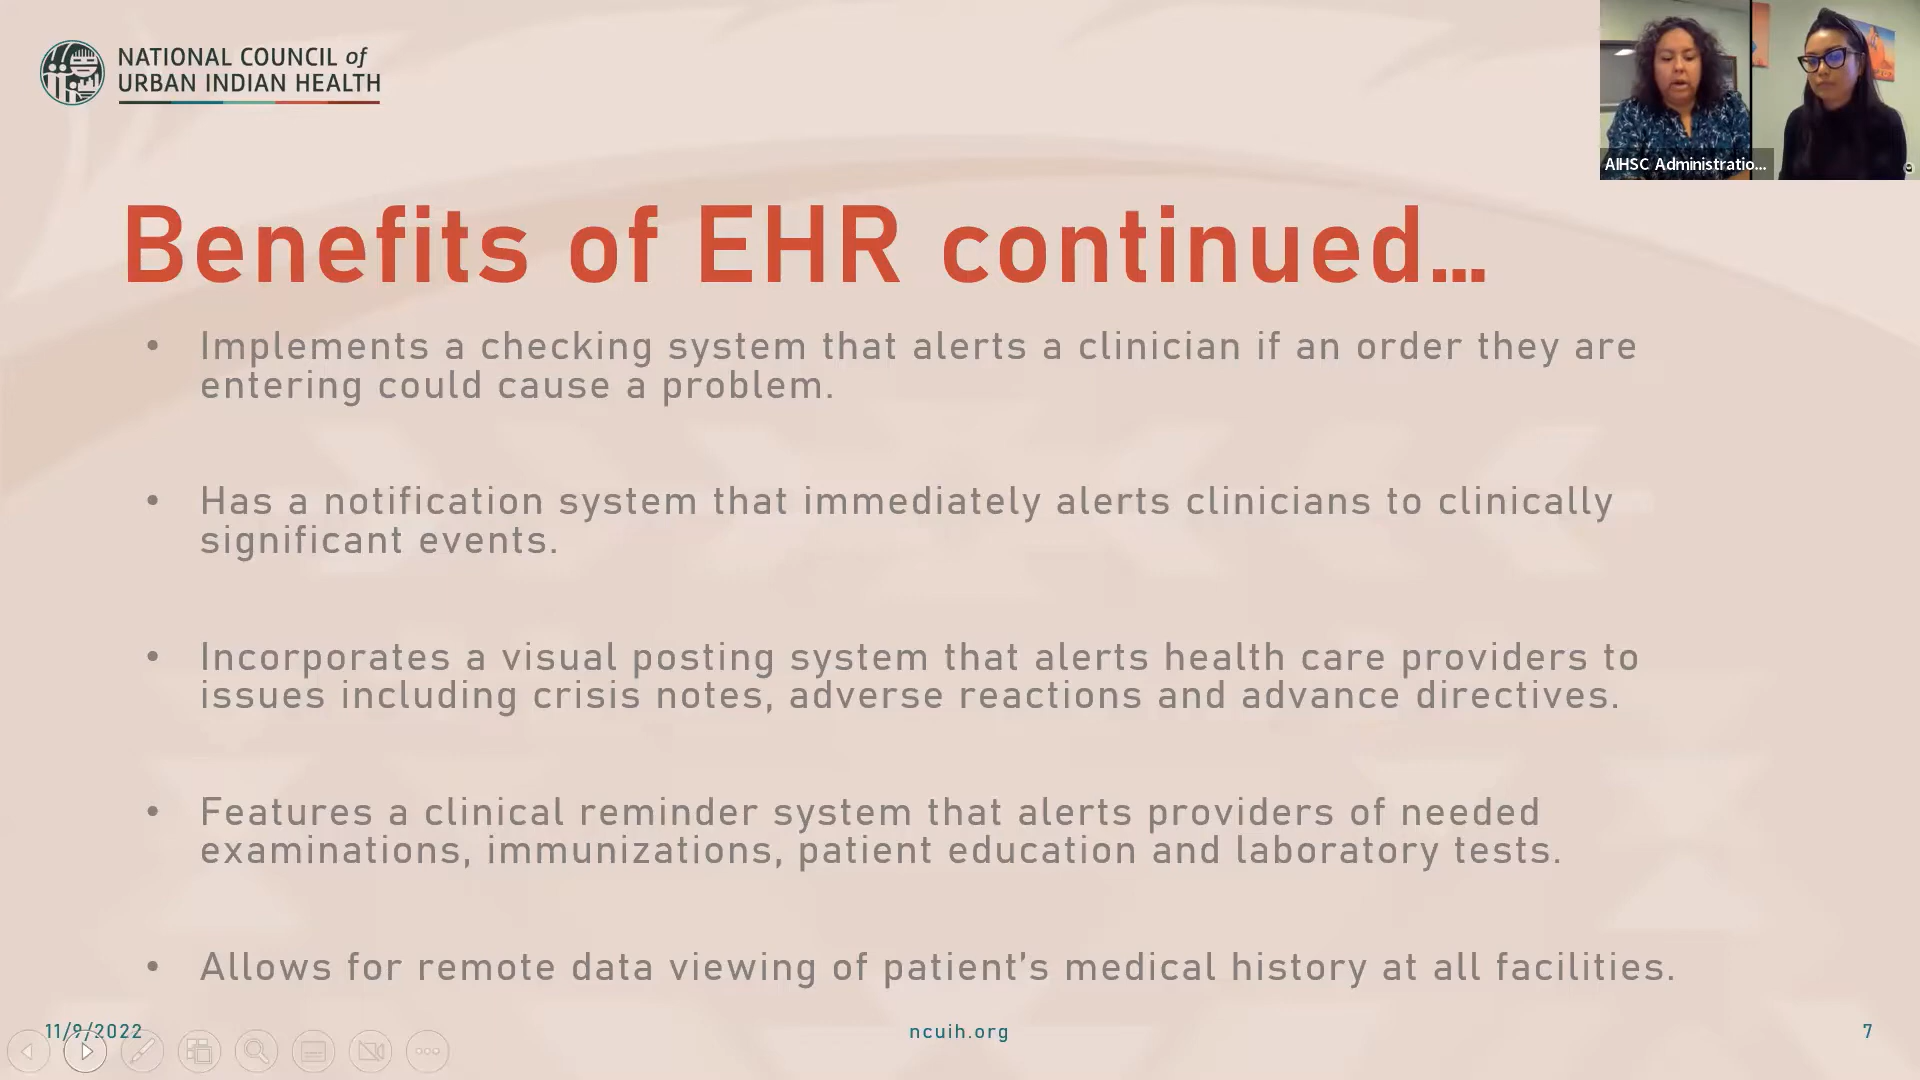 NATIONAL COUNCIL of
URBAN INDIAN HEALTH
AIHSC Administratio...
Benefits of EHR continued...
• Implements a checking system that alerts a clinician if an order they are
entering could cause a problem.
• Has a notification system that immediately alerts clinicians to clinically
significant events.
• Incorporates a visual posting system that alerts health care providers to
issues including crisis notes, adverse reactions and advance directives.
• Features a clinical reminder system that alerts providers of needed
examinations, immunizations, patient education and laboratory tests.
• Allows for remote data viewing of patient's medical history at all facilities.
11/9/2022
ncuih.org
7